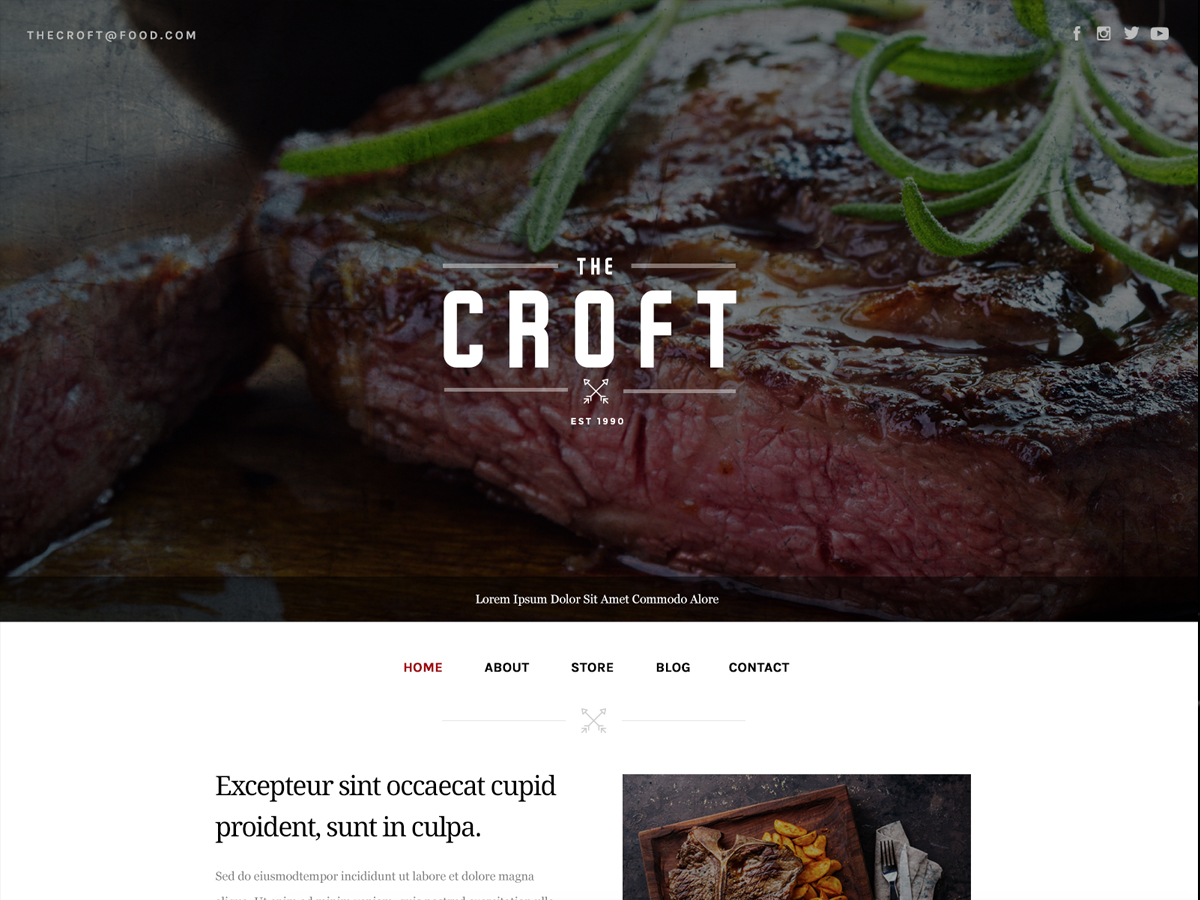 THECROFT@FOOD.COM
THE
CROFT
EST 1990
Lorem Ipsum Dolor Sit Amet Commodo Alore
HOME ABOUT STORE BLOG CONTACT
Excepteur sint occaecat cupid
proident, sunt in culpa.
Sed do eiusmodtempor incididunt ut labore et dolore magna